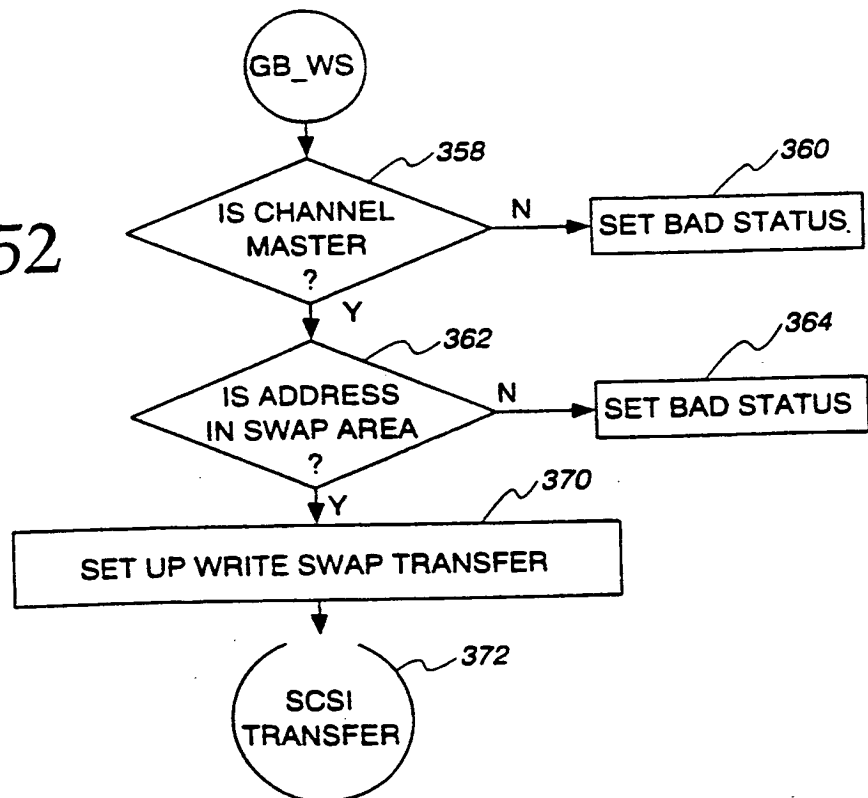 GB_WS
358
360
IS CHANNEL
MASTER
?
N
SET BAD STATUS.
52
Y
362
364
IS ADDRESS
IN SWAP AREA
?
N
SET BAD STATUS
Y
370
SET UP WRITE SWAP TRANSFER
372
SCSI
TRANSFER